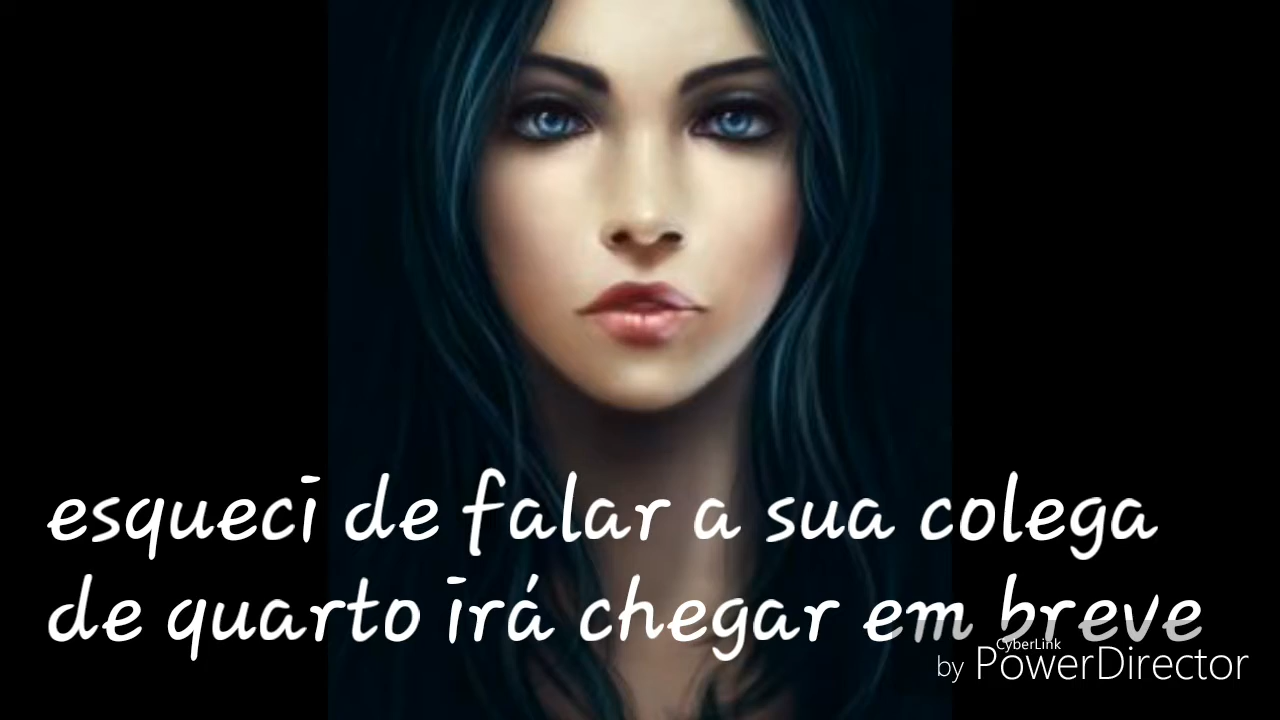 esqueci de falar a sua colega
de quarto irá chegar em breve
CyberLink
by PowerDirector